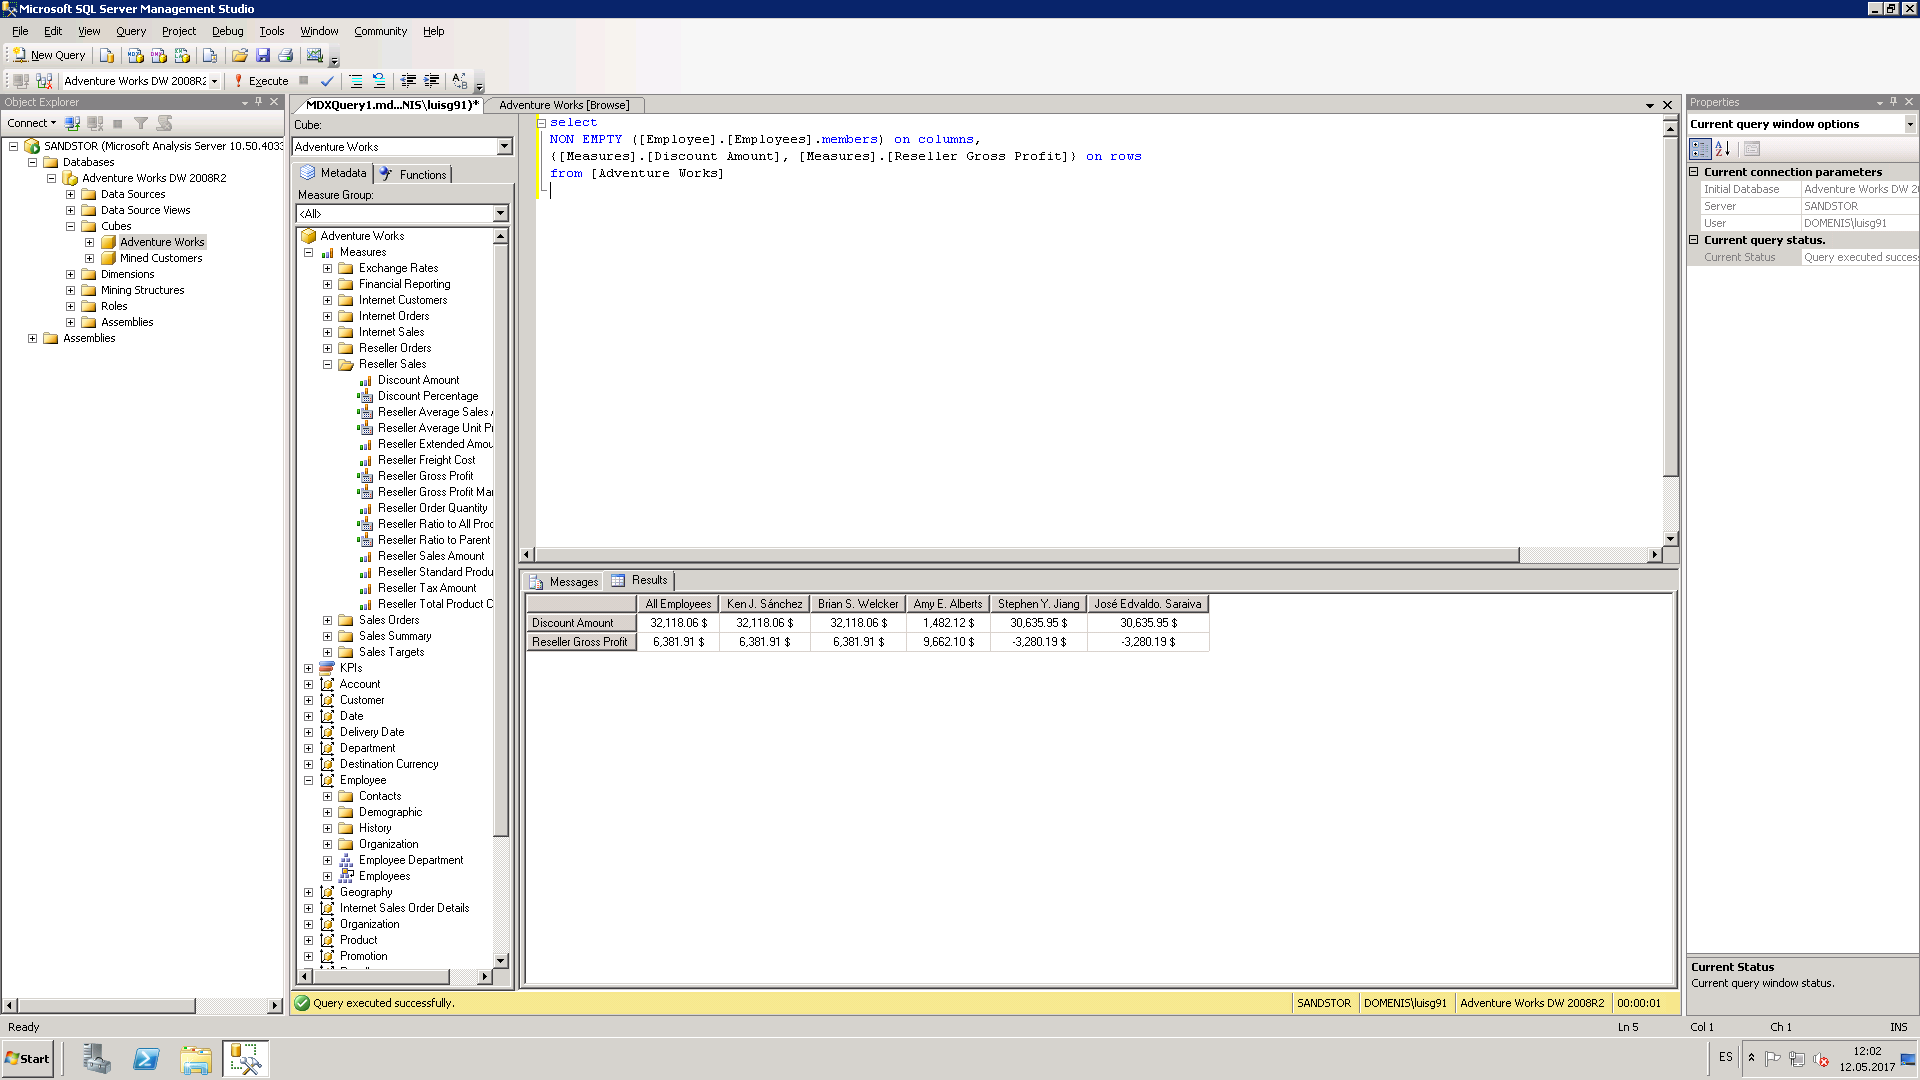 Microsoft SQL Server Management Studio
File Edit View Query Project Debug Tools Window Community Help
New Query
Adventure Works DW 2008R2 Execute
Object Explorer
Connect
SANDSTOR (Microsoft Analysis Server 10.50.4033
Databases
Adventure Works DW 2008R2
Data Sources
Data Source Views
Cubes
Adventure Works
Mined Customers
Dimensions
Mining Structures
Roles
Assemblies
Assemblies
MDXQuery1.md...NIS\luisg91)* Adventure Works [Browse]
Cube:
Adventure Works
Metadata Functions
Measure Group:
<All>
Adventure Works
Measures
Exchange Rates
Financial Reporting
Internet Customers
Internet Orders
Internet Sales
Reseller Orders
Reseller Sales
Discount Amount
Discount Percentage
Reseller Average Sales
Reseller Average Unit Pr
Reseller Extended Amou
Reseller Freight Cost
Reseller Gross Profit
Reseller Gross Profit Mar
Reseller Order Quantity
Reseller Ratio to All Proc
Reseller Ratio to Parent
Reseller Sales Amount
Reseller Standard Produ
Reseller Tax Amount
Reseller Total Product C
Sales Orders
Sales Summary
Sales Targets
KPIs
Account
Customer
Date
Delivery Date
Department
Destination Currency
Employee
Contacts
Demographic
History
Organization
Employee Department
Employees
Geography
Internet Sales Order Details
Organization
Product
Promotion
select
NON EMPTY ([Employee].[Employees].members) on columns,
{[Measures].[Discount Amount], [Measures].[Reseller Gross Profit]} on rows
from [Adventure Works]
Messages Results
All Employees Ken J. Sánchez Brian S. Welcker Amy E. Alberts Stephen Y. Jiang José Edvaldo. Saraiva
Discount Amount 32,118.06 $ 32,118.06 $ 32,118.06 $ 1,482.12 $ 30,635.95 $ 30,635.95 $
Reseller Gross Profit 6,381.91 $ 6,381.91 $ 6,381.91 $ 9,662.10 $ -3,280.19 $ -3,280.19 $
Query executed successfully. SANDSTOR DOMENIS\luisg91 Adventure Works DW 2008R2 00:00:01
Properties
Current query window options
Current connection parameters
Initial Database Adventure Works DW 2
Server SANDSTOR
User DOMENIS\luisg91
Current query status.
Current Status Query executed succes
Current Status
Current query window status.
Ready Ln 5 Col 1 Ch 1 INS
Start ES 12:02
12.05.2017